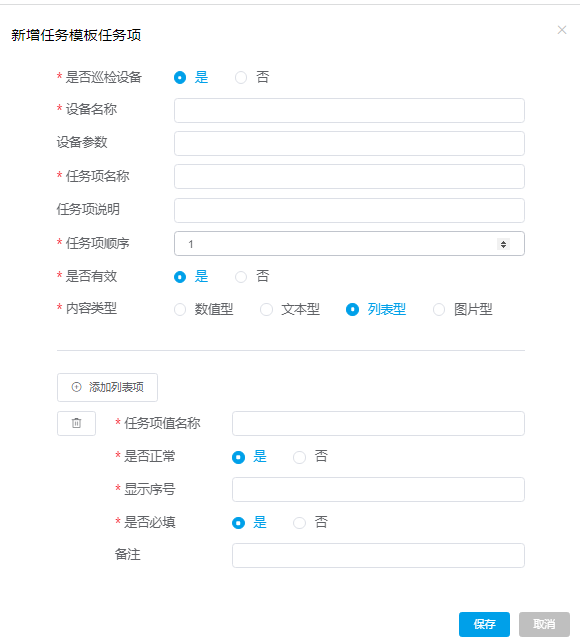 新增任务模板任务项
* 是否巡检设备 是 否
* 设备名称
设备参数
* 任务项名称
任务项说明
* 任务项顺序 1
* 是否有效 是 否
* 内容类型 数值型 文本型 列表型 图片型
添加列表项
* 任务项值名称
* 是否正常 是 否
* 显示序号
* 是否必填 是 否
备注
保存 取消